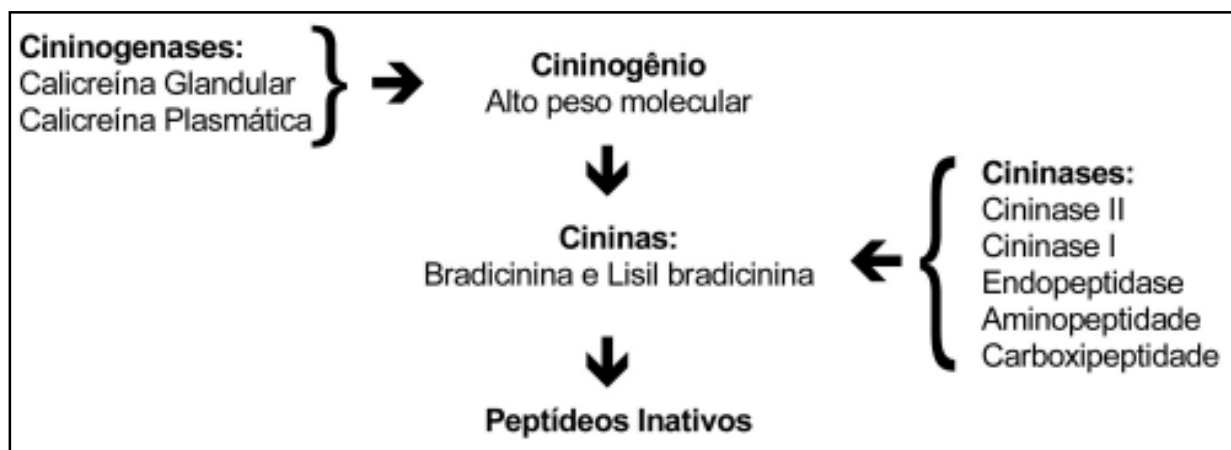 Cininogenases:
Calicreína Glandular
Calicreína Plasmática
Cininogênio
Alto peso molecular
Cininas:
Bradicinina e Lisil bradicinina
Cininases:
Cininase II
Cininase I
Endopeptidase
Aminopeptidade
Carboxipeptidade
Peptídeos Inativos